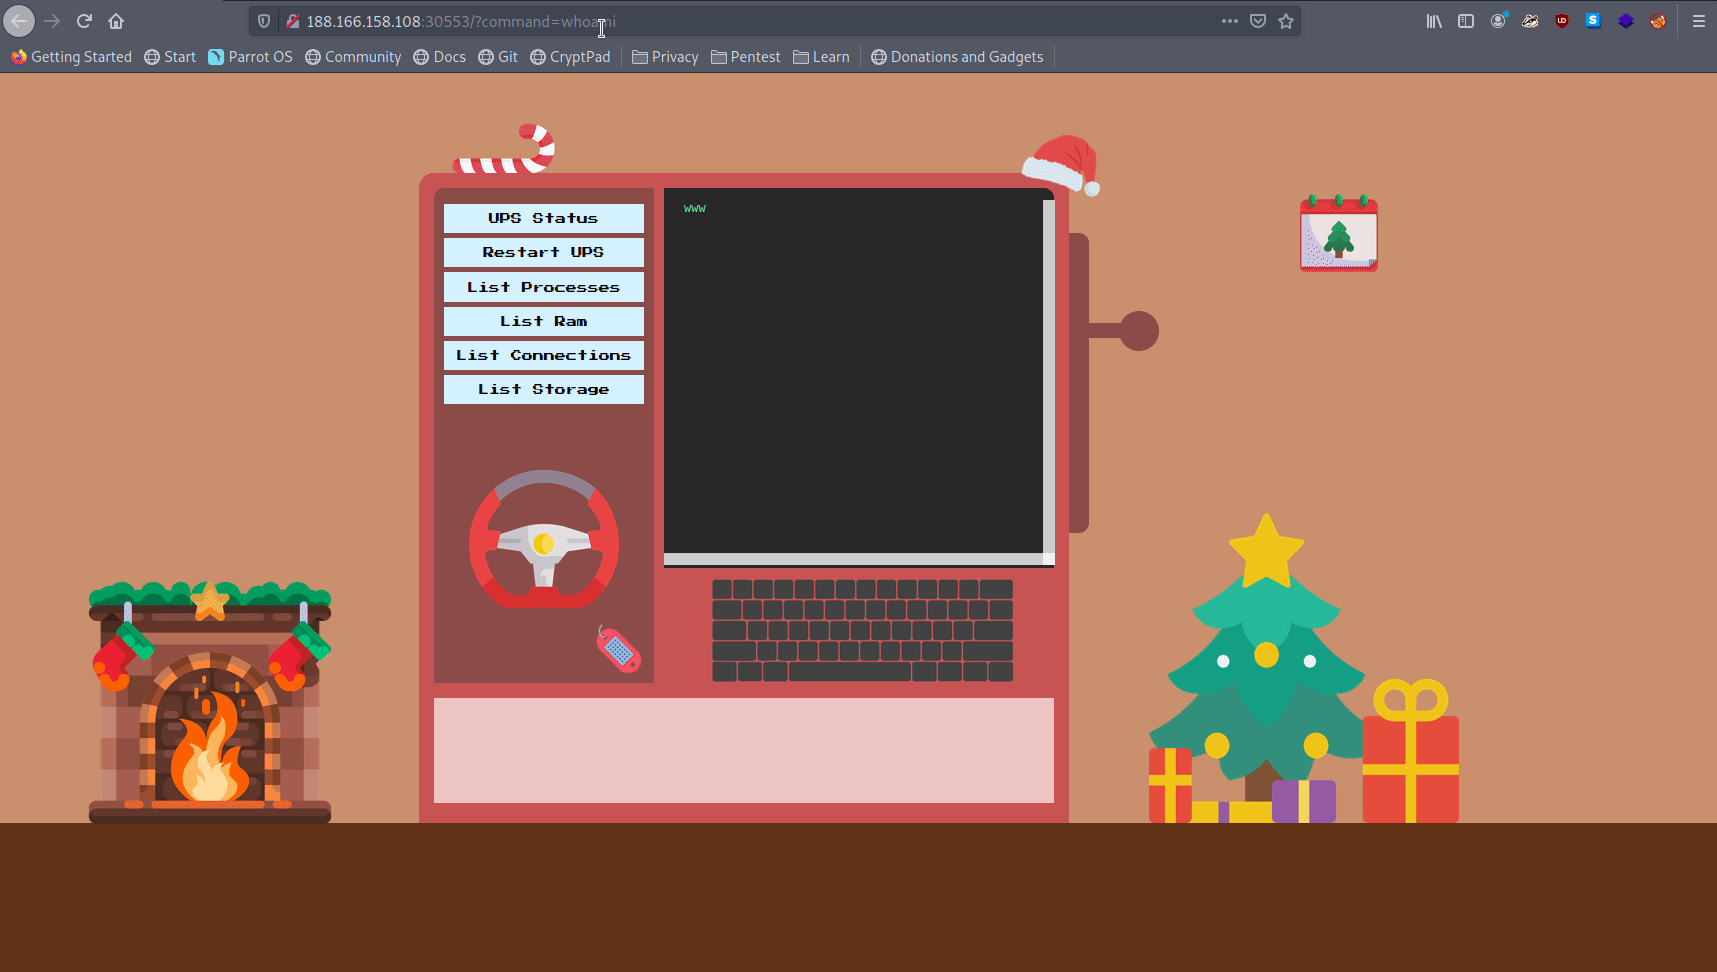 188.166.158.108:30553/?command=whoami
Getting Started Start Parrot OS Community Docs Git CryptPad Privacy Pentest Learn Donations and Gadgets
UPS Status
Restart UPS
List Processes
List Ram
List Connections
List Storage
www